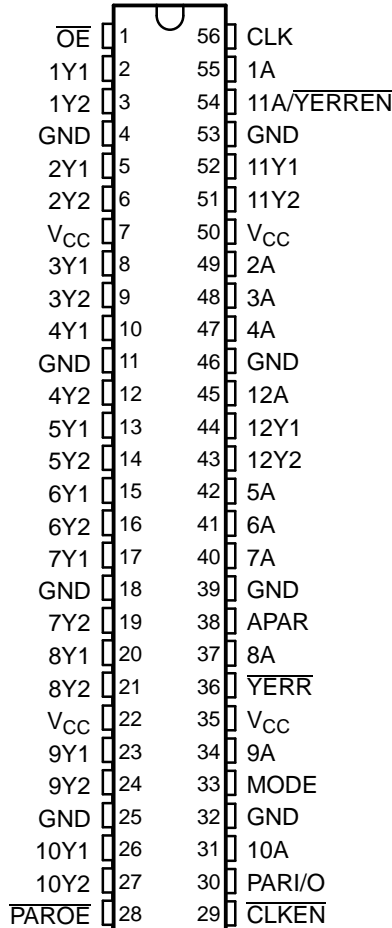 OE 1 56 CLK
1Y1 2 55 1A
1Y2 3 54 11A/YERREN
GND 4 53 GND
2Y1 5 52 11Y1
2Y2 6 51 11Y2
VCC 7 50 VCC
3Y1 8 49 2A
3Y2 9 48 3A
4Y1 10 47 4A
GND 11 46 GND
4Y2 12 45 12A
5Y1 13 44 12Y1
5Y2 14 43 12Y2
6Y1 15 42 5A
6Y2 16 41 6A
7Y1 17 40 7A
GND 18 39 GND
7Y2 19 38 APAR
8Y1 20 37 8A
8Y2 21 36 YERR
VCC 22 35 VCC
9Y1 23 34 9A
9Y2 24 33 MODE
GND 25 32 GND
10Y1 26 31 10A
10Y2 27 30 PARI/O
PAROE 28 29 CLKEN